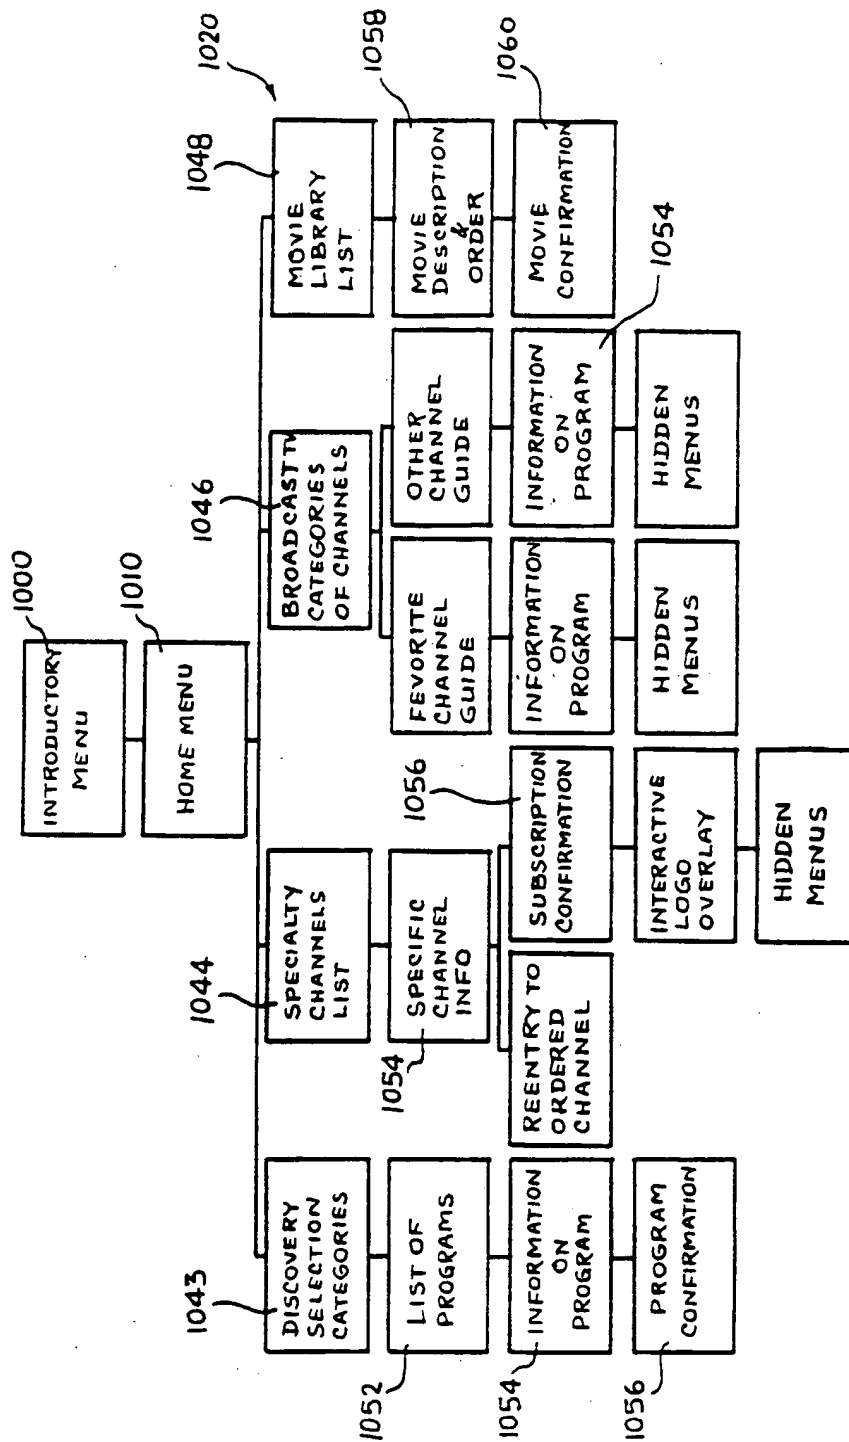 1000
INTRODUCTORY
MENU
1010
HOME MENU
1020
1043
DISCOVERY
SELECTION
CATEGORIES
1044
SPECIALTY
CHANNELS
LIST
1046
BROADCAST TV
CATEGORIES
OF CHANNELS
1048
MOVIE
LIBRARY
LIST
1052
LIST OF
PROGRAMS
1054
SPECIFIC
CHANNEL
INFO
FEVORITE
CHANNEL
GUIDE
OTHER
CHANNEL
GUIDE
1058
MOVIE
DESCRIPTION
&
ORDER
1054
INFORMATION
ON
PROGRAM
REENTRY TO
ORDERED
CHANNEL
1056
SUBSCRIPTION
CONFIRMATION
INFORMATION
ON
PROGRAM
INFORMATION
ON
PROGRAM
1054
1060
MOVIE
CONFIRMATION
1056
PROGRAM
CONFIRMATION
INTERACTIVE
LOGO
OVERLAY
HIDDEN
MENUS
HIDDEN
MENUS
HIDDEN
MENUS